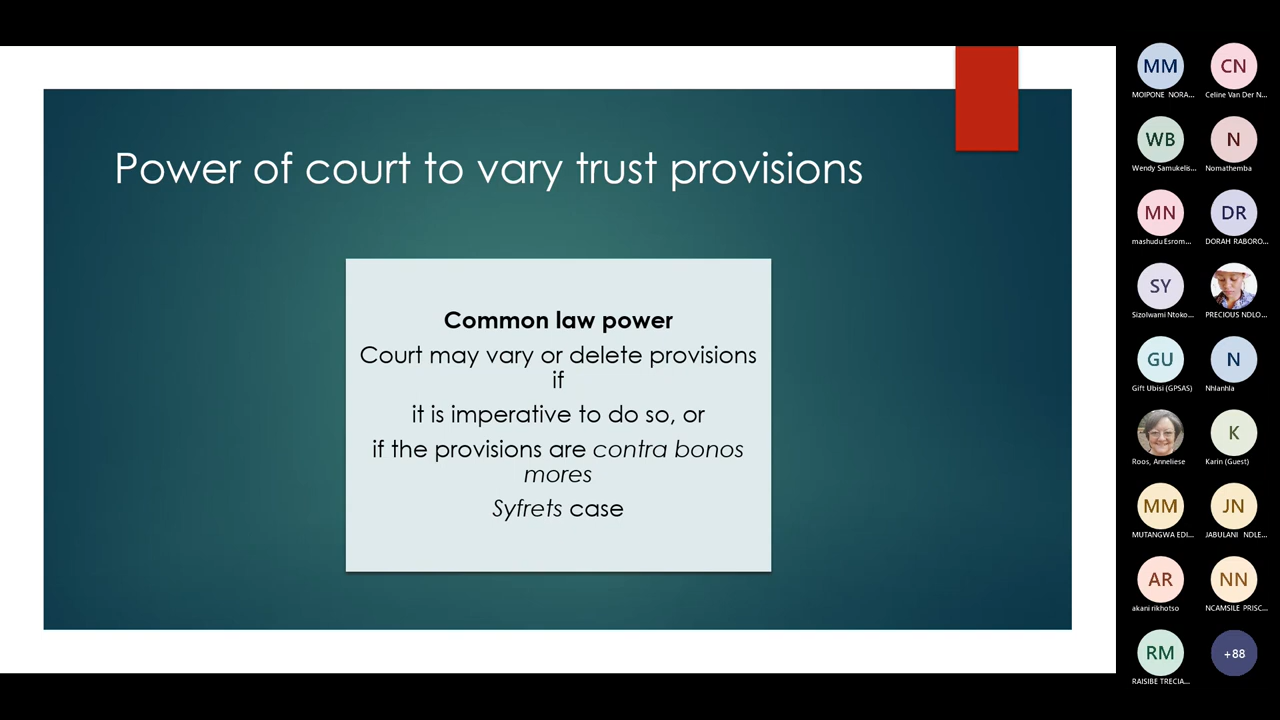 Power of court to vary trust provisions
Common law power
Court may vary or delete provisions
if
it is imperative to do so, or
if the provisions are contra bonos
mores
Syfrets case
MM
MOIPONE NORA...
CN
Celine Van Der N...
WB
Wendy Samukelis...
N
Nomathemba
MN
mashudu Esrom...
DR
DORAH RABORO...
SY
Sizolwami Ntoko...
PRECIOUS NDLO...
GU
Gift Ubisi (GPSAS)
N
Nhlanhla
Roos, Anneliese
K
Karin (Guest)
MM
MUTANGWA EDI...
JN
JABULANI NDLE...
AR
akani rikhotso
NN
NCAMSILE PRISC...
RM
RAISIBE TRECIA...
+88